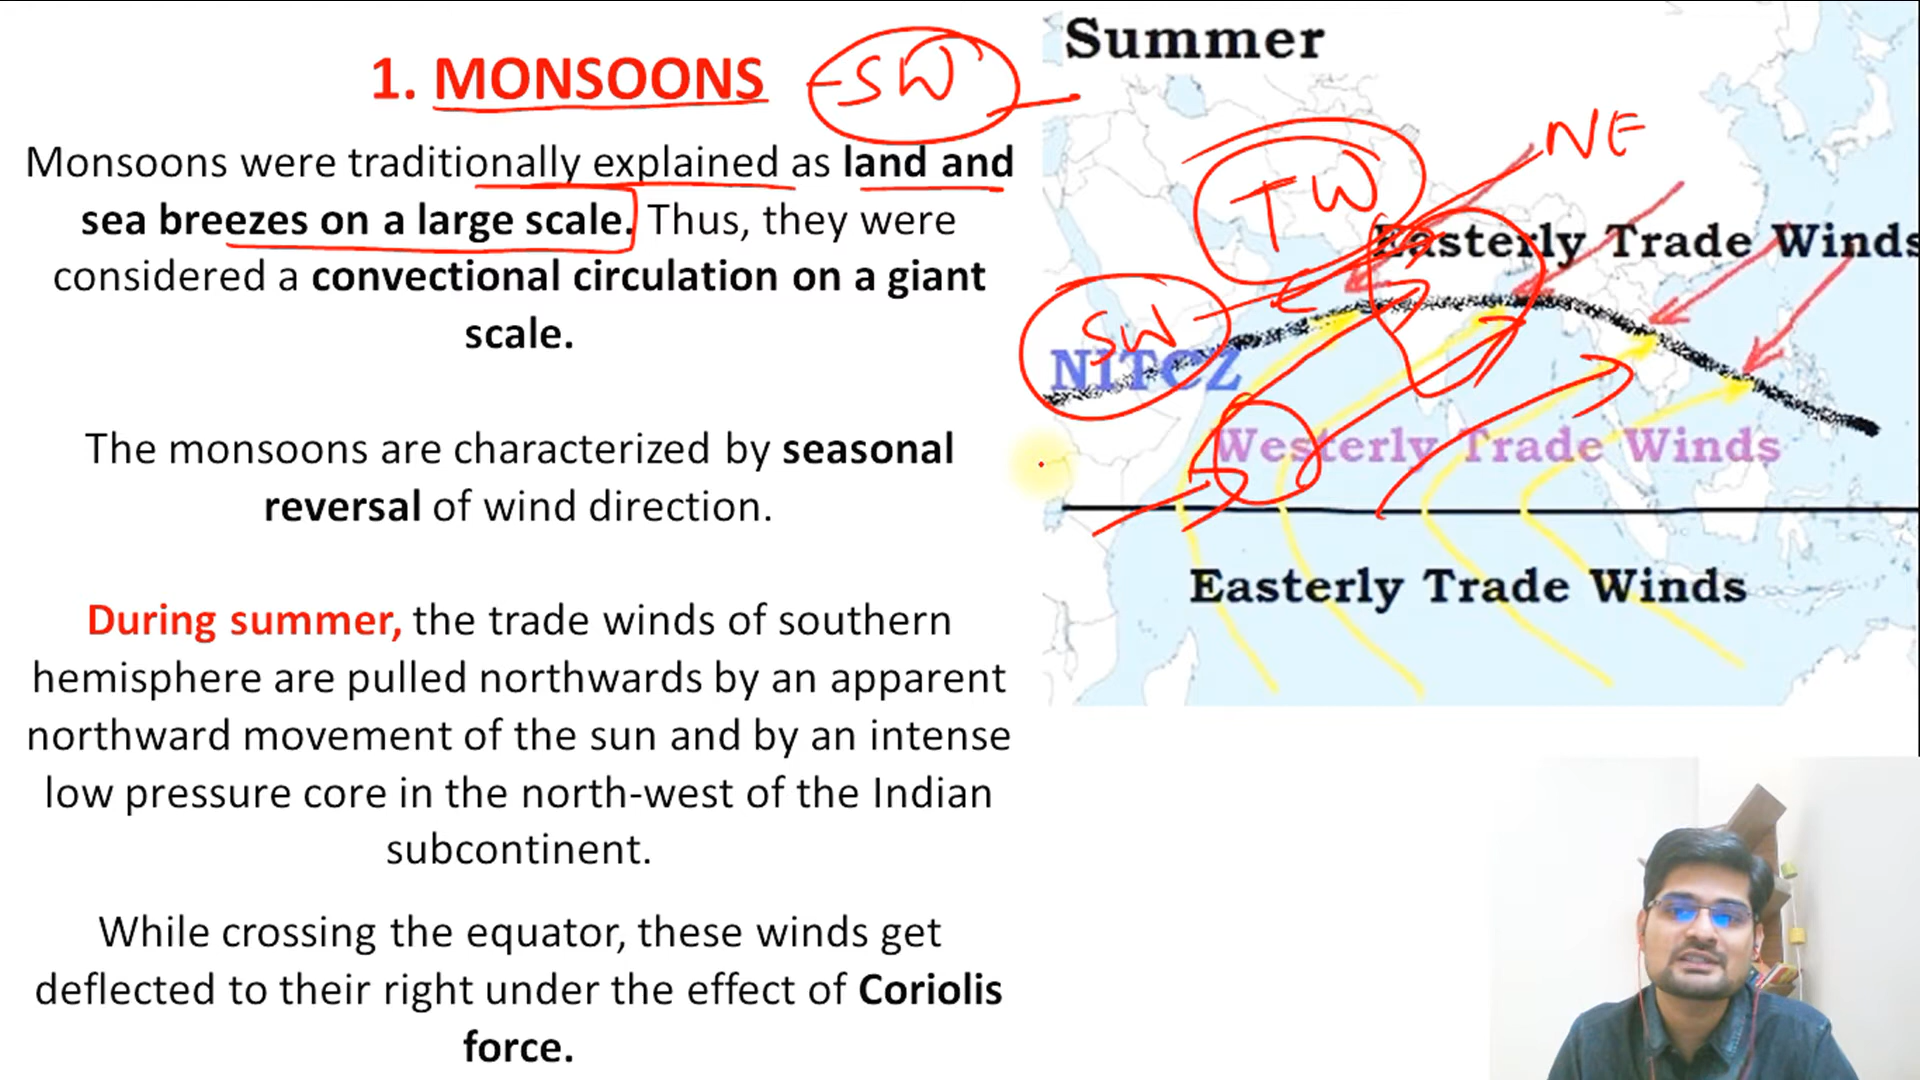 1. MONSOONS
SW
Monsoons were traditionally explained as land and
sea breezes on a large scale. Thus, they were
considered a convectional circulation on a giant
scale.
The monsoons are characterized by seasonal
reversal of wind direction.
During summer, the trade winds of southern
hemisphere are pulled northwards by an apparent
northward movement of the sun and by an intense
low pressure core in the north-west of the Indian
subcontinent.
While crossing the equator, these winds get
deflected to their right under the effect of Coriolis
force.
Summer
NE
TW
Easterly Trade Winds
SW
NITCZ
Westerly Trade Winds
Easterly Trade Winds